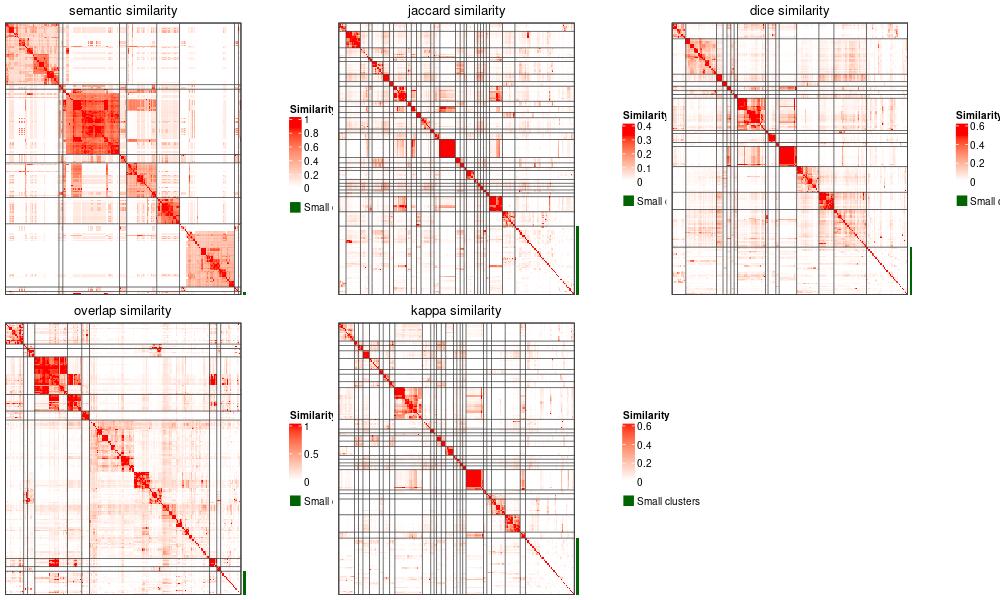 semantic similarity
Similarity
1
0.8
0.6
0.4
0.2
0
Small
jaccard similarity
Similarity
0.4
0.3
0.2
0.1
0
Small
dice similarity
Similarity
0.6
0.4
0.2
0
Small
overlap similarity
Similarity
1
0.5
0
Small
kappa similarity
Similarity
0.6
0.4
0.2
0
Small clusters